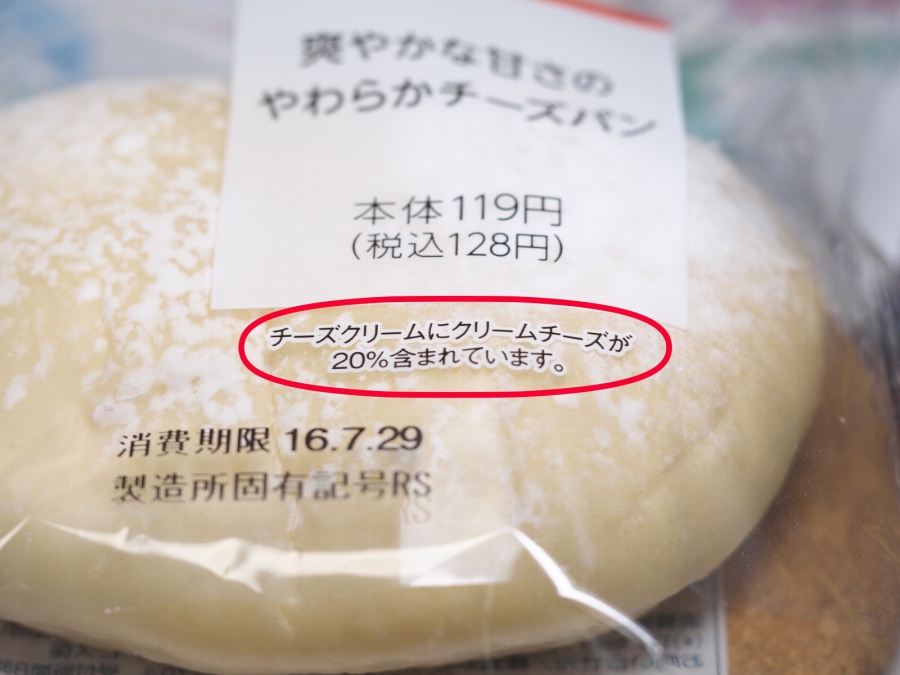 爽やかな甘さの
やわらかチーズパン
本体119円
(税込128円)
チーズクリームにクリームチーズが
20%含まれています。
消費期限 16.7.29
製造所固有記号RS